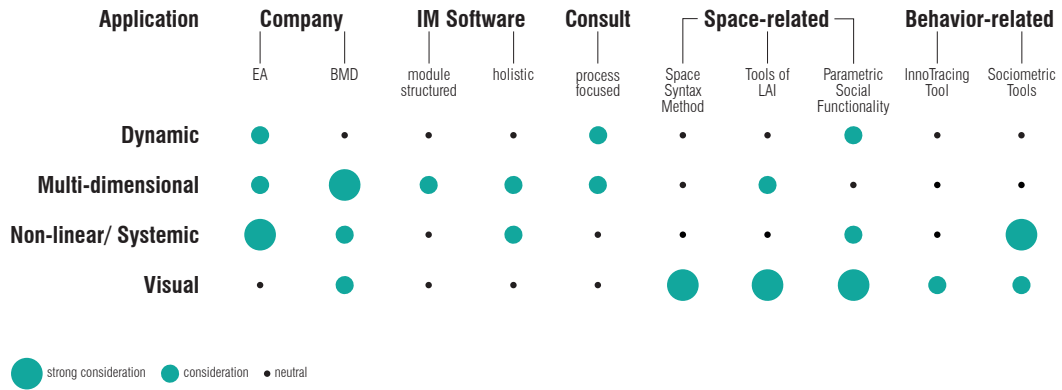 Application Company IM Software Consult Space-related Behavior-related
EA BMD module holistic process Space Tools of Parametric InnoTracing Sociometric
structured focused Syntax LAI Social Tool Tools
Method Functionality
Dynamic
Multi-dimensional
Non-linear/ Systemic
Visual
strong consideration consideration neutral